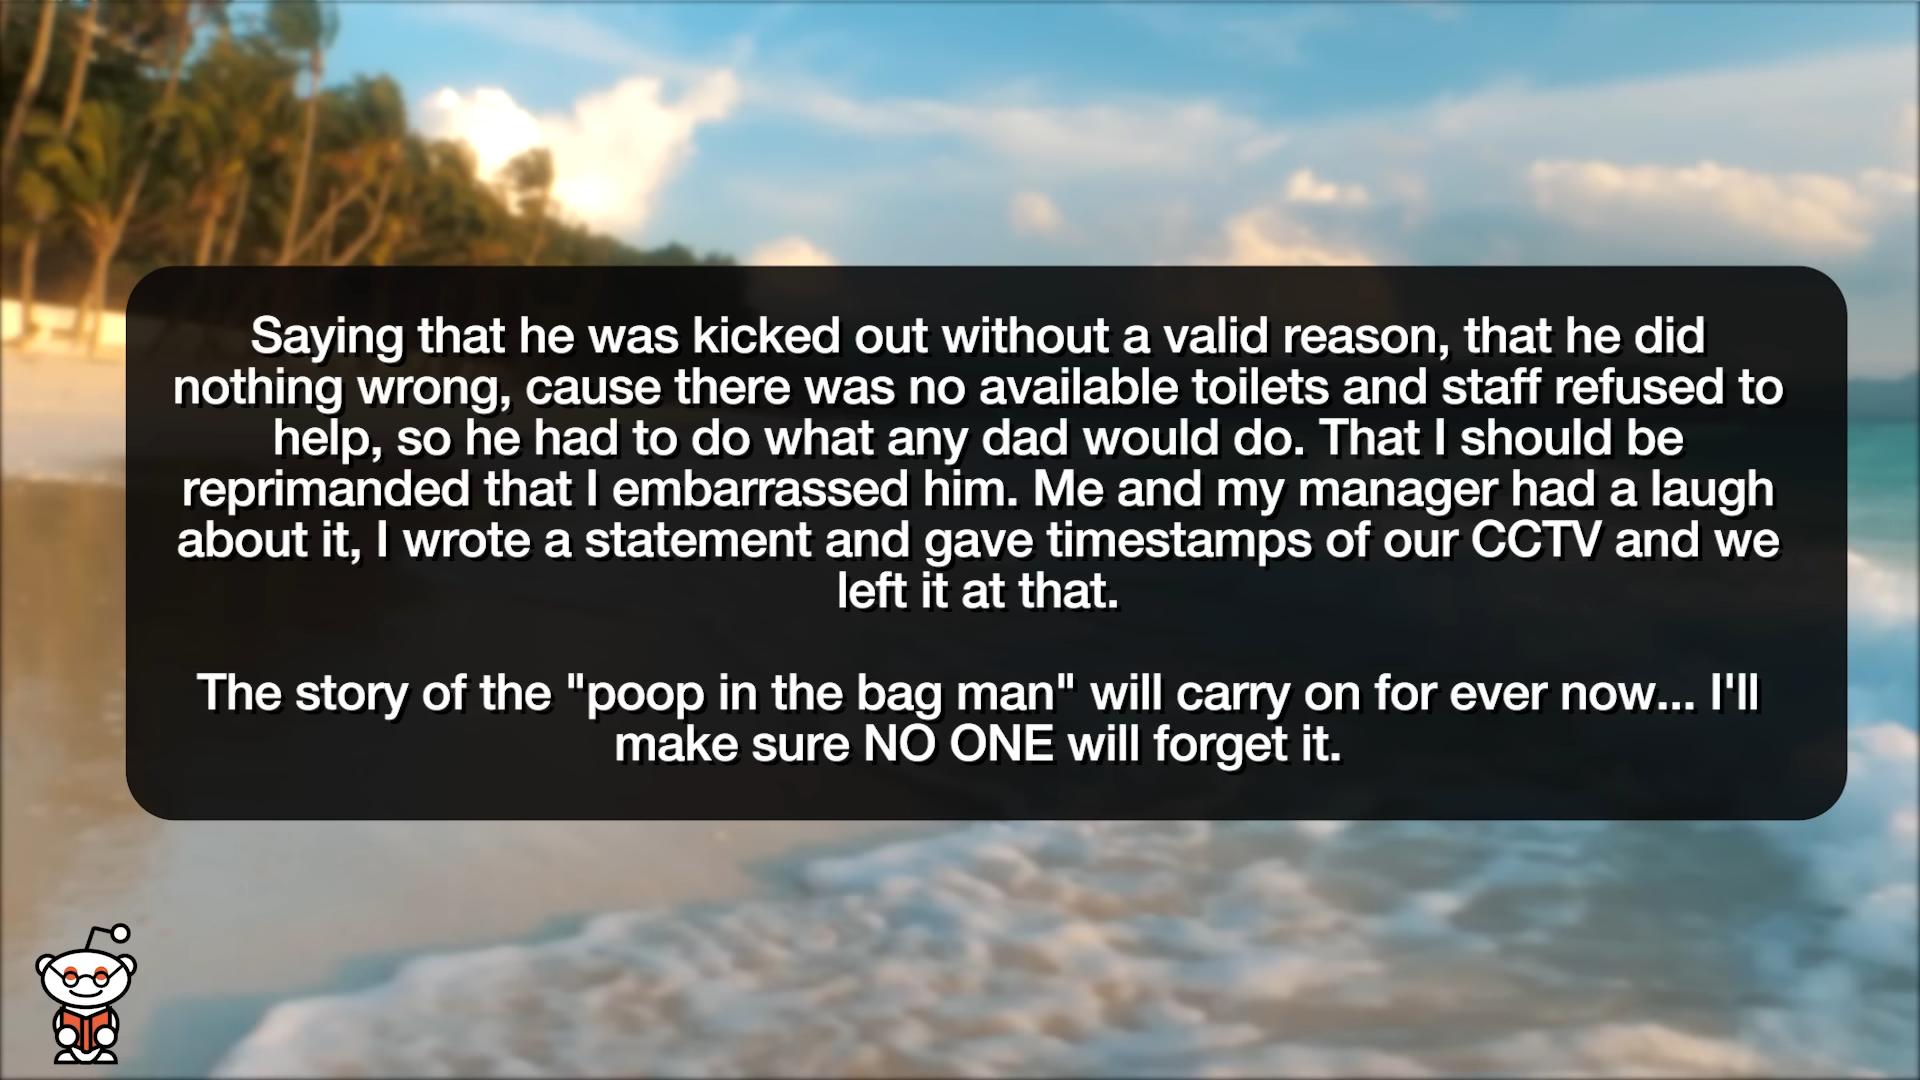 Saying that he was kicked out without a valid reason, that he did
nothing wrong, cause there was no available toilets and staff refused to
help, so he had to do what any dad would do. That I should be
reprimanded that I embarrassed him. Me and my manager had a laugh
about it, I wrote a statement and gave timestamps of our CCTV and we
left it at that.
The story of the "poop in the bag man" will carry on for ever now... I'll
make sure NO ONE will forget it.